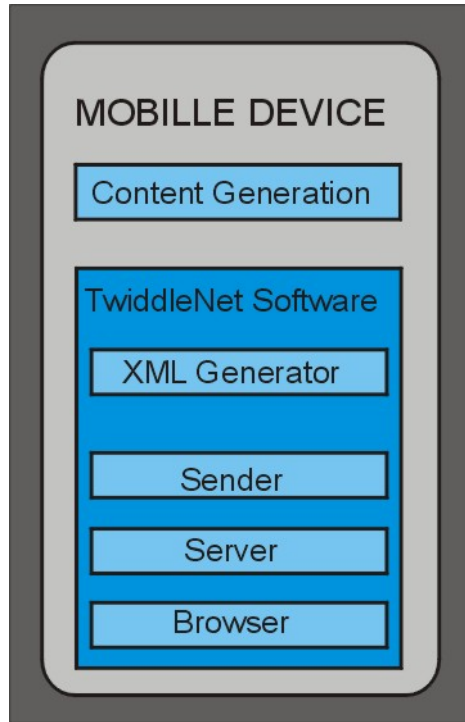 MOBILLE DEVICE
Content Generation
TwiddleNet Software
XML Generator
Sender
Server
Browser